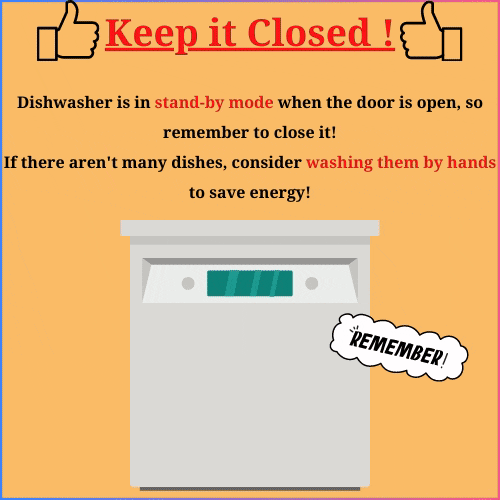 Keep it Closed !
Dishwasher is in stand-by mode when the door is open, so
remember to close it!
If there aren't many dishes, consider washing them by hands
to save energy!
REMEMBER!